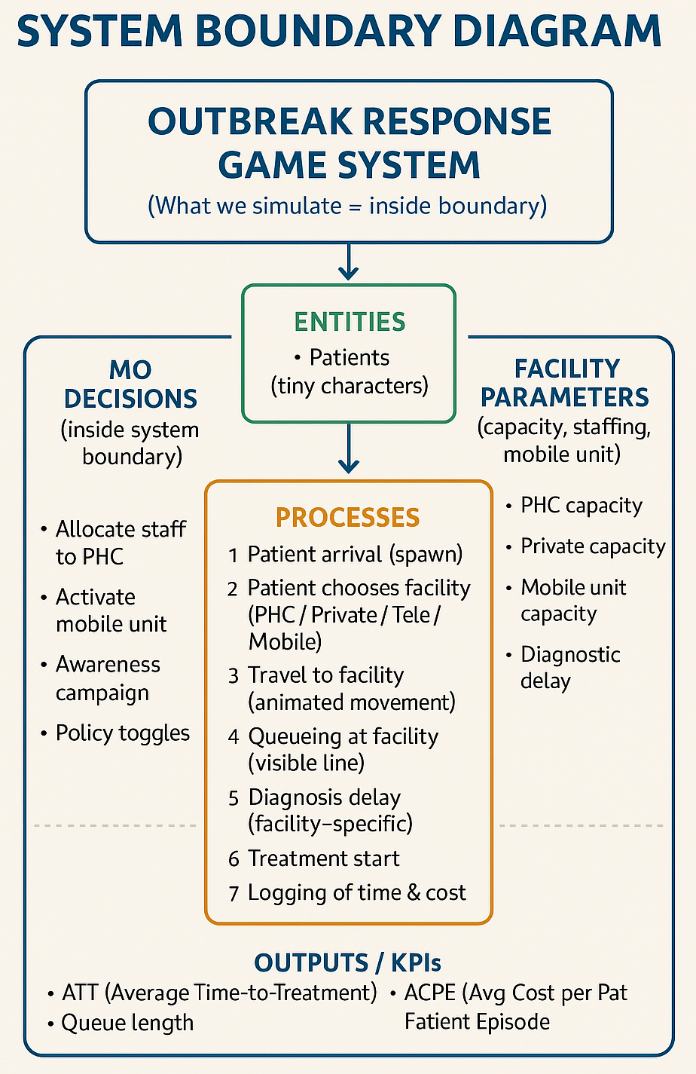 SYSTEM BOUNDARY DIAGRAM
OUTBREAK RESPONSE
GAME SYSTEM
(What we simulate = inside boundary)
ENTITIES
• Patients
(tiny characters)
MO
DECISIONS
(inside system
boundary)
• Allocate staff
to PHC
• Activate
mobile unit
• Awareness
campaign
• Policy toggles
PROCESSES
1 Patient arrival (spawn)
2 Patient chooses facility
(PHC / Private / Tele /
Mobile)
3 Travel to facility
(animated movement)
4 Queueing at facility
(visible line)
5 Diagnosis delay
(facility–specific)
6 Treatment start
7 Logging of time & cost
FACILITY
PARAMETERS
(capacity, staffing,
mobile unit)
• PHC capacity
• Private capacity
• Mobile unit
capacity
• Diagnostic
delay
OUTPUTS / KPIs
• ATT (Average Time-to-Treatment)
• Queue length
• ACPE (Avg Cost per Pat
Fatient Episode